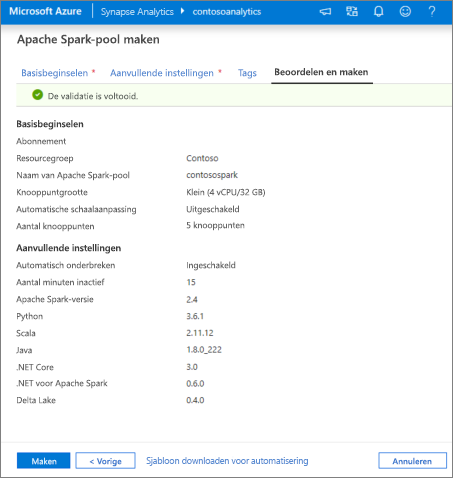 Microsoft Azure Synapse Analytics contosoanalytics
Apache Spark-pool maken
Basisbeginselen * Aanvullende instellingen * Tags Beoordelen en maken
De validatie is voltooid.
Basisbeginselen
Abonnement
Resourcegroep Contoso
Naam van Apache Spark-pool contosospark
Knooppuntgrootte Klein (4 vCPU/32 GB)
Automatische schaalaanpassing Uitgeschakeld
Aantal knooppunten 5 knooppunten
Aanvullende instellingen
Automatisch onderbreken Ingeschakeld
Aantal minuten inactief 15
Apache Spark-versie 2.4
Python 3.6.1
Scala 2.11.12
Java 1.8.0_222
.NET Core 3.0
.NET voor Apache Spark 0.6.0
Delta Lake 0.4.0
Maken < Vorige Sjabloon downloaden voor automatisering Annuleren